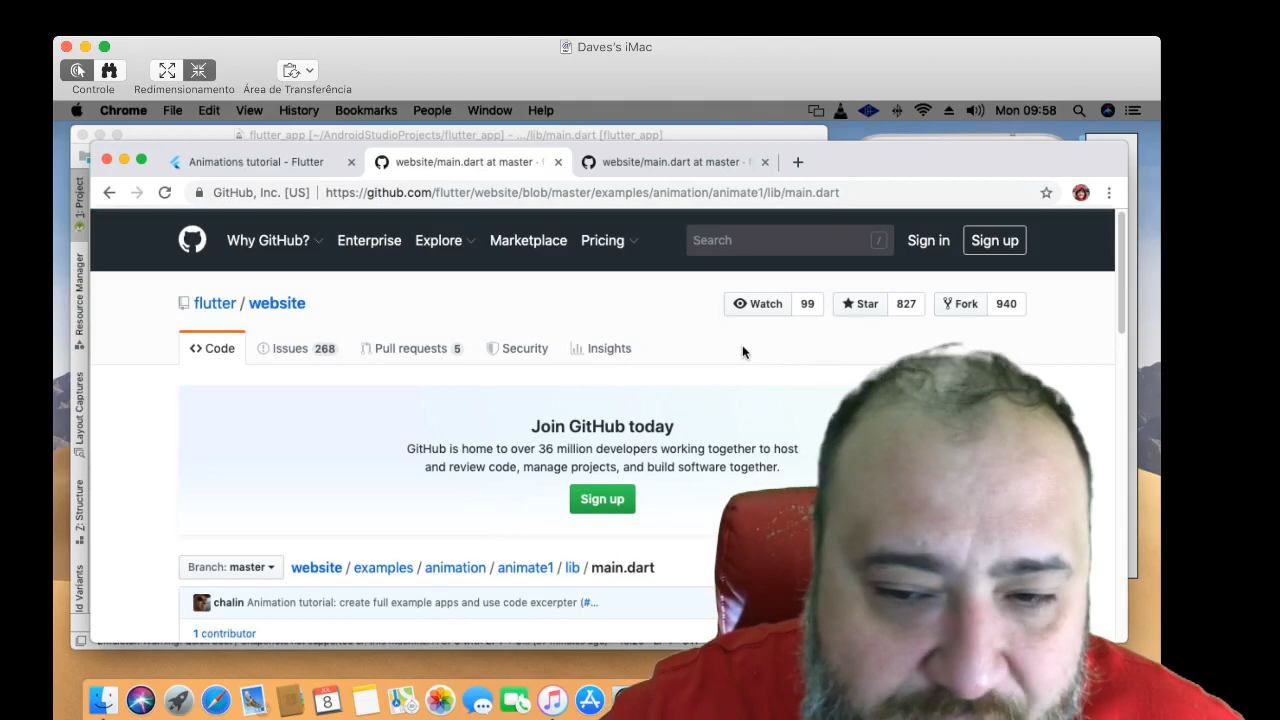 Daves's iMac
Controle
Redimensionamento
Área de Transferência
Chrome File Edit View History Bookmarks People Window Help
Mon 09:58
flutter_app [~/AndroidStudioProjects/flutter_app] - .../lib/main.dart [flutter_app]
Animations tutorial - Flutter
website/main.dart at master ·
website/main.dart at master ·
GitHub, Inc. [US]
https://github.com/flutter/website/blob/master/examples/animation/animate1/lib/main.dart
Why GitHub? Enterprise Explore Marketplace Pricing
Search /
Sign in Sign up
flutter / website
Watch 99 Star 827 Fork 940
<> Code Issues 268 Pull requests 5 Security Insights
Join GitHub today
GitHub is home to over 36 million developers working together to host
and review code, manage projects, and build software together.
Sign up
Branch: master
website / examples / animation / animate1 / lib / main.dart
chalin Animation tutorial: create full example apps and use code excerpter (#...
1 contributor
1: Project
Resource Manager
Layout Captures
Z: Structure
ld Variants
8